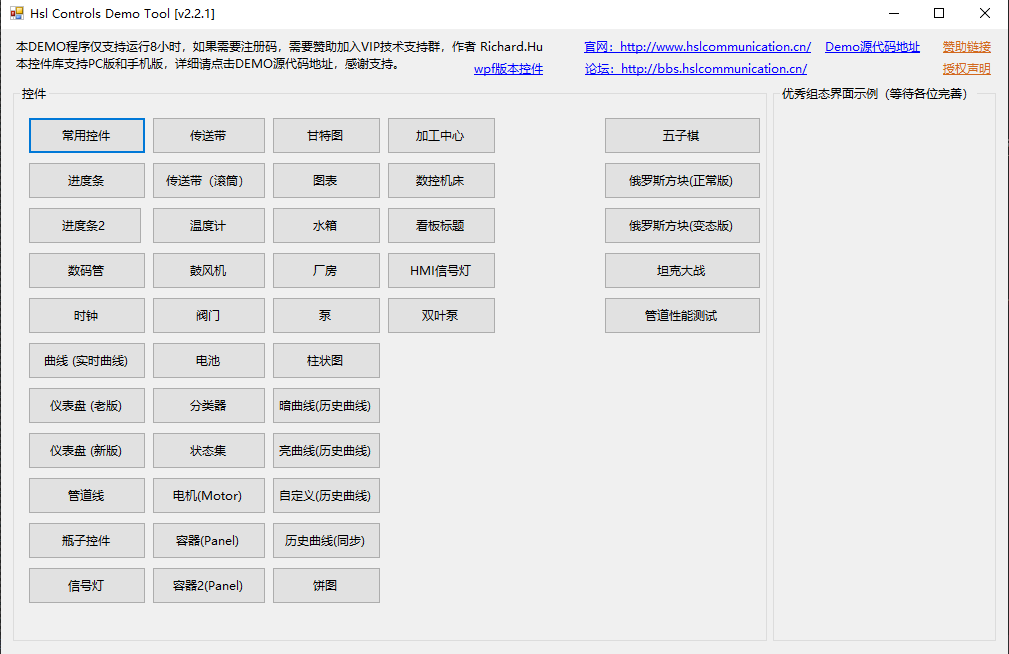 Hsl Controls Demo Tool [v2.2.1]
本DEMO程序仅支持运行8小时，如果需要注册码，需要赞助加入VIP技术支持群，作者 Richard.Hu
本控件库支持PC版和手机版，详细请点击DEMO源代码地址，感谢支持。
wpf版本控件
官网：http://www.hslcommunication.cn/
Demo源代码地址
赞助链接
论坛：http://bbs.hslcommunication.cn/
授权声明
控件
常用控件
传送带
甘特图
加工中心
五子棋
进度条
传送带（滚筒）
图表
数控机床
俄罗斯方块(正常版)
进度条2
温度计
水箱
看板标题
俄罗斯方块(变态版)
数码管
鼓风机
厂房
HMI信号灯
坦克大战
时钟
阀门
泵
双叶泵
管道性能测试
曲线 (实时曲线)
电池
柱状图
仪表盘 (老版)
分类器
暗曲线(历史曲线)
仪表盘 (新版)
状态集
亮曲线(历史曲线)
管道线
电机(Motor)
自定义(历史曲线)
瓶子控件
容器(Panel)
历史曲线(同步)
信号灯
容器2(Panel)
饼图
优秀组态界面示例（等待各位完善）